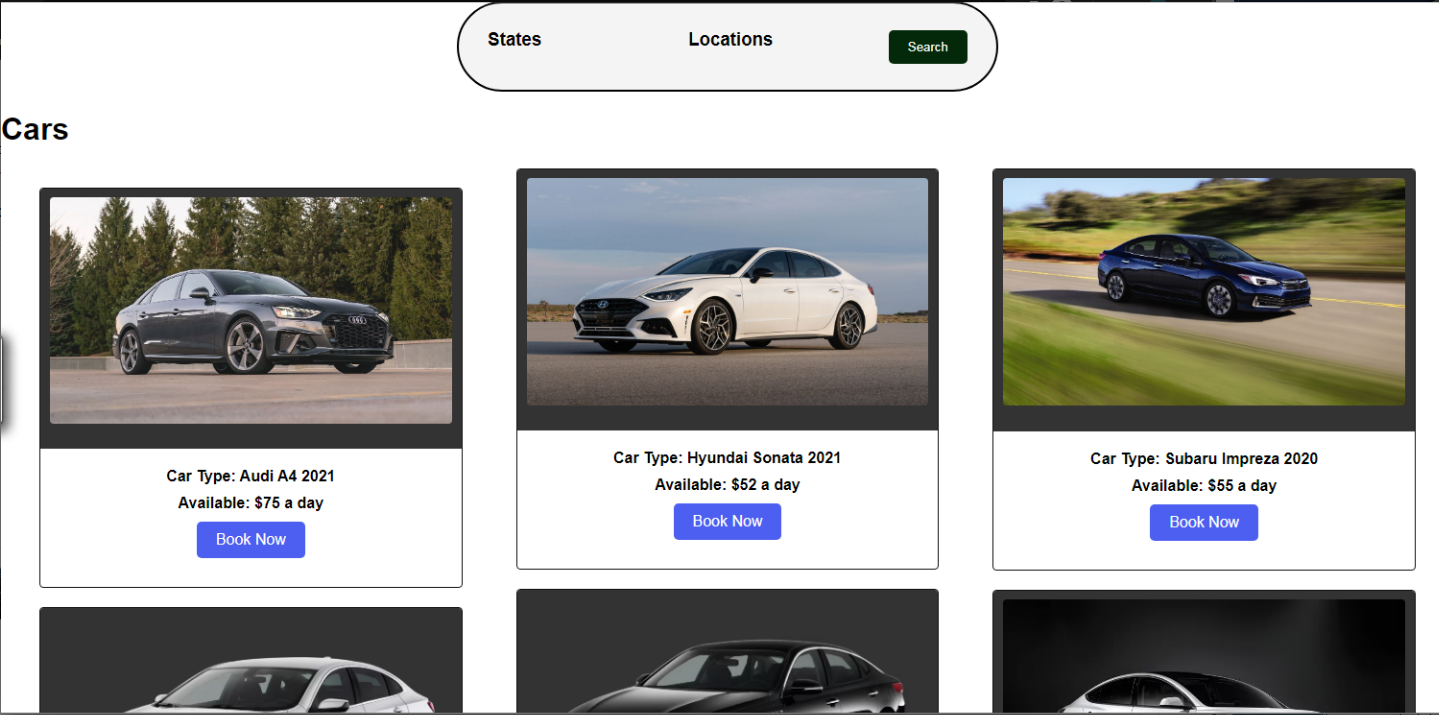 States
Locations
Search
Cars
Car Type: Audi A4 2021
Available: $75 a day
Book Now
Car Type: Hyundai Sonata 2021
Available: $52 a day
Book Now
Car Type: Subaru Impreza 2020
Available: $55 a day
Book Now